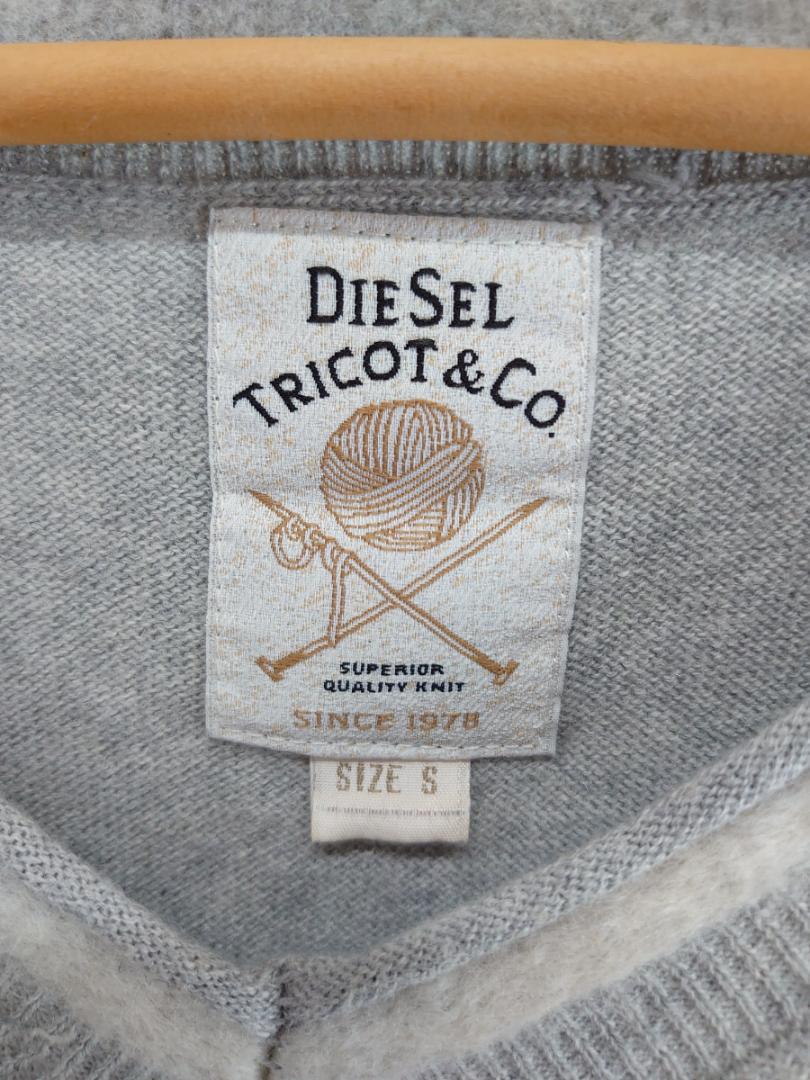 DIESEL
TRICOT & CO.
SUPERIOR
QUALITY KNIT
SINCE 1978
SIZE S